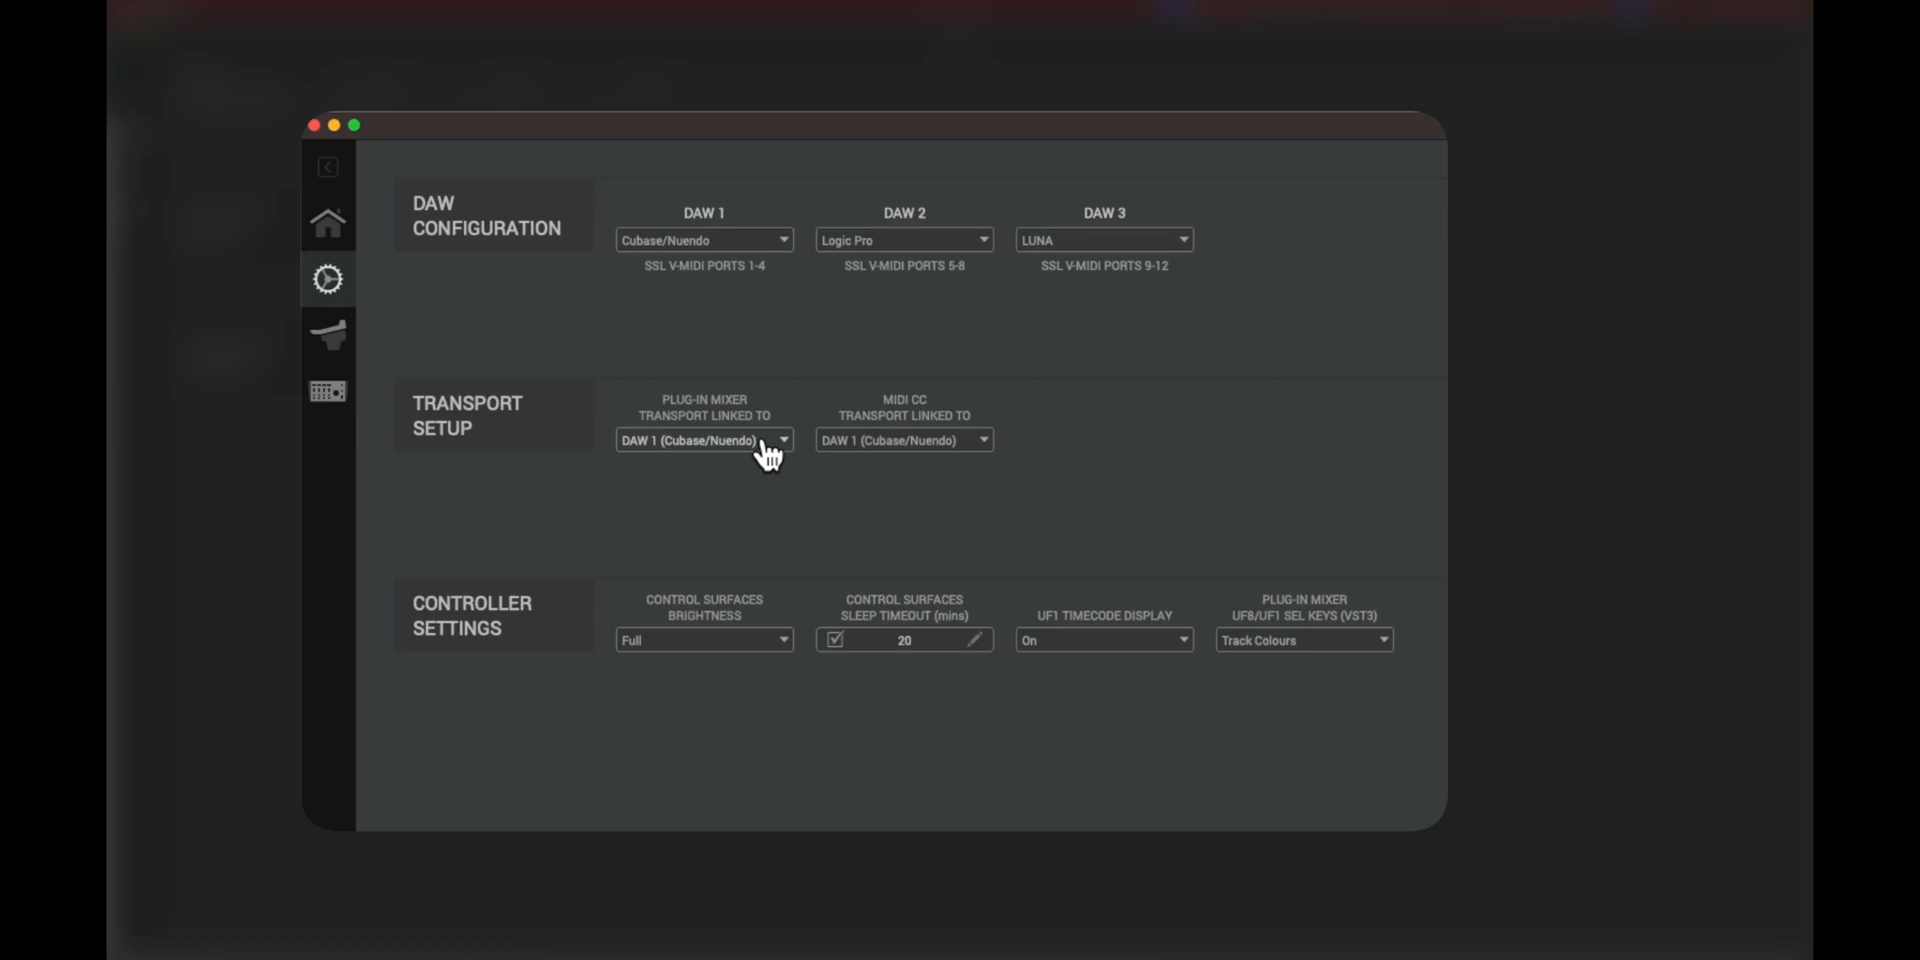 DAW
CONFIGURATION
DAW 1
DAW 2
DAW 3
Cubase/Nuendo
Logic Pro
LUNA
SSL V-MIDI PORTS 1-4
SSL V-MIDI PORTS 5-8
SSL V-MIDI PORTS 9-12
TRANSPORT
SETUP
PLUG-IN MIXER
TRANSPORT LINKED TO
MIDI CC
TRANSPORT LINKED TO
DAW 1 (Cubase/Nuendo)
DAW 1 (Cubase/Nuendo)
CONTROLLER
SETTINGS
CONTROL SURFACES
BRIGHTNESS
CONTROL SURFACES
SLEEP TIMEOUT (mins)
UF1 TIMECODE DISPLAY
PLUG-IN MIXER
UF8/UF1 SEL KEYS (VST3)
Full
20
On
Track Colours